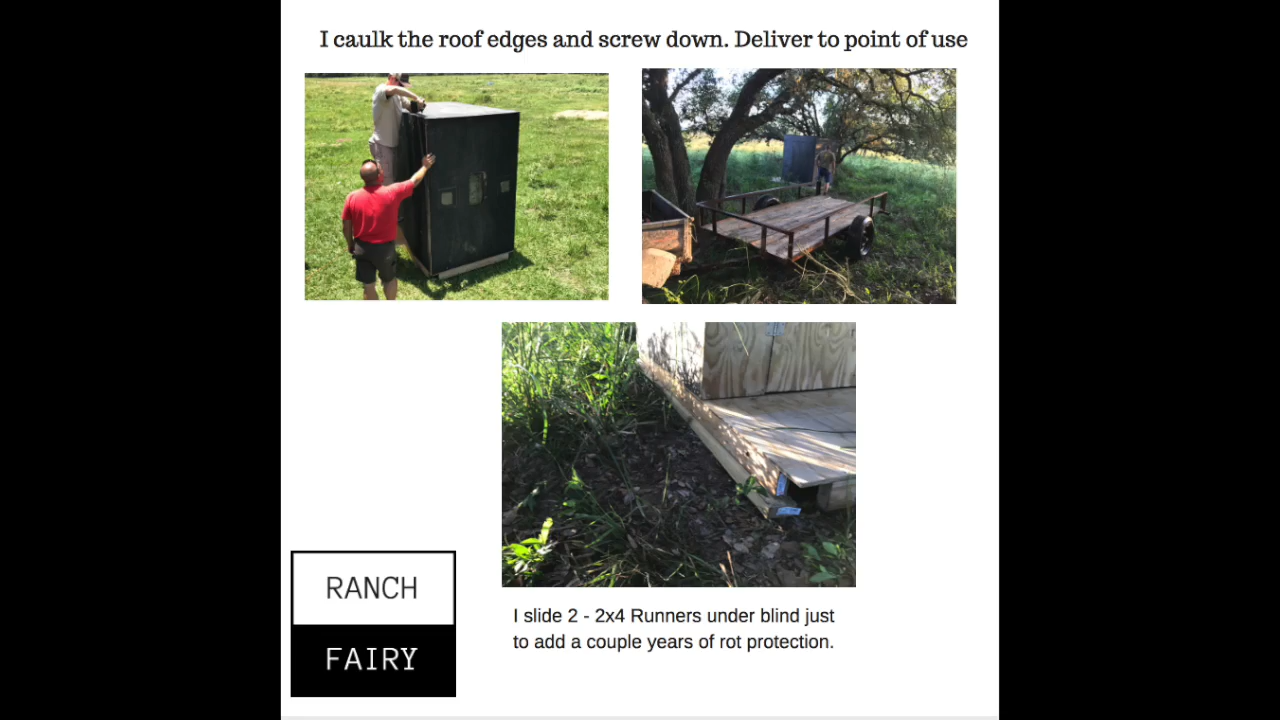 I caulk the roof edges and screw down. Deliver to point of use
I slide 2 - 2x4 Runners under blind just
to add a couple years of rot protection.
RANCH
FAIRY